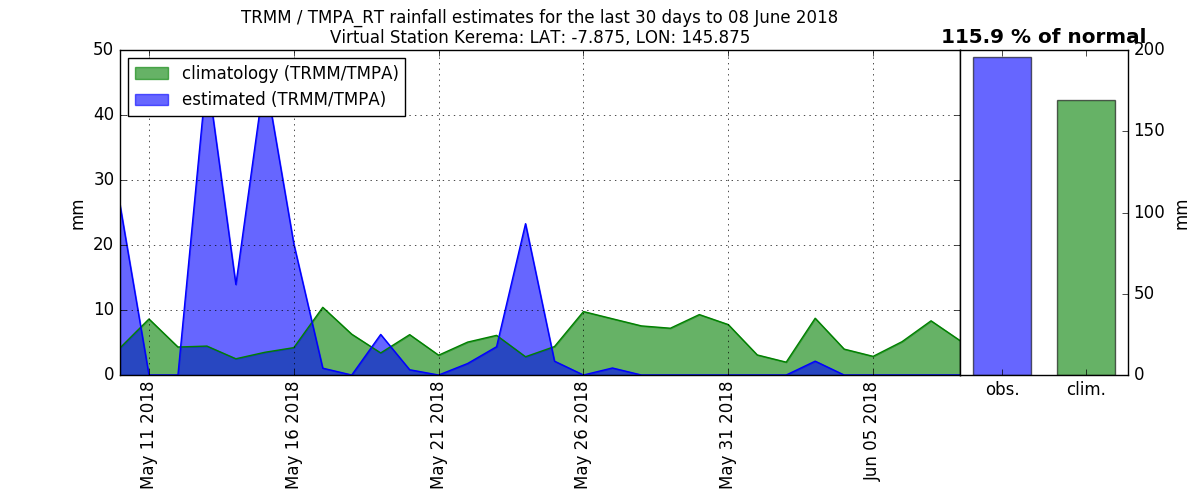 TRMM / TMPA_RT rainfall estimates for the last 30 days to 08 June 2018
Virtual Station Kerema: LAT: -7.875, LON: 145.875
115.9 % of normal
climatology (TRMM/TMPA)
estimated (TRMM/TMPA)
50
40
30
20
10
0
mm
May 11 2018
May 16 2018
May 21 2018
May 26 2018
May 31 2018
Jun 05 2018
obs.
clim.
200
150
100
50
0
mm